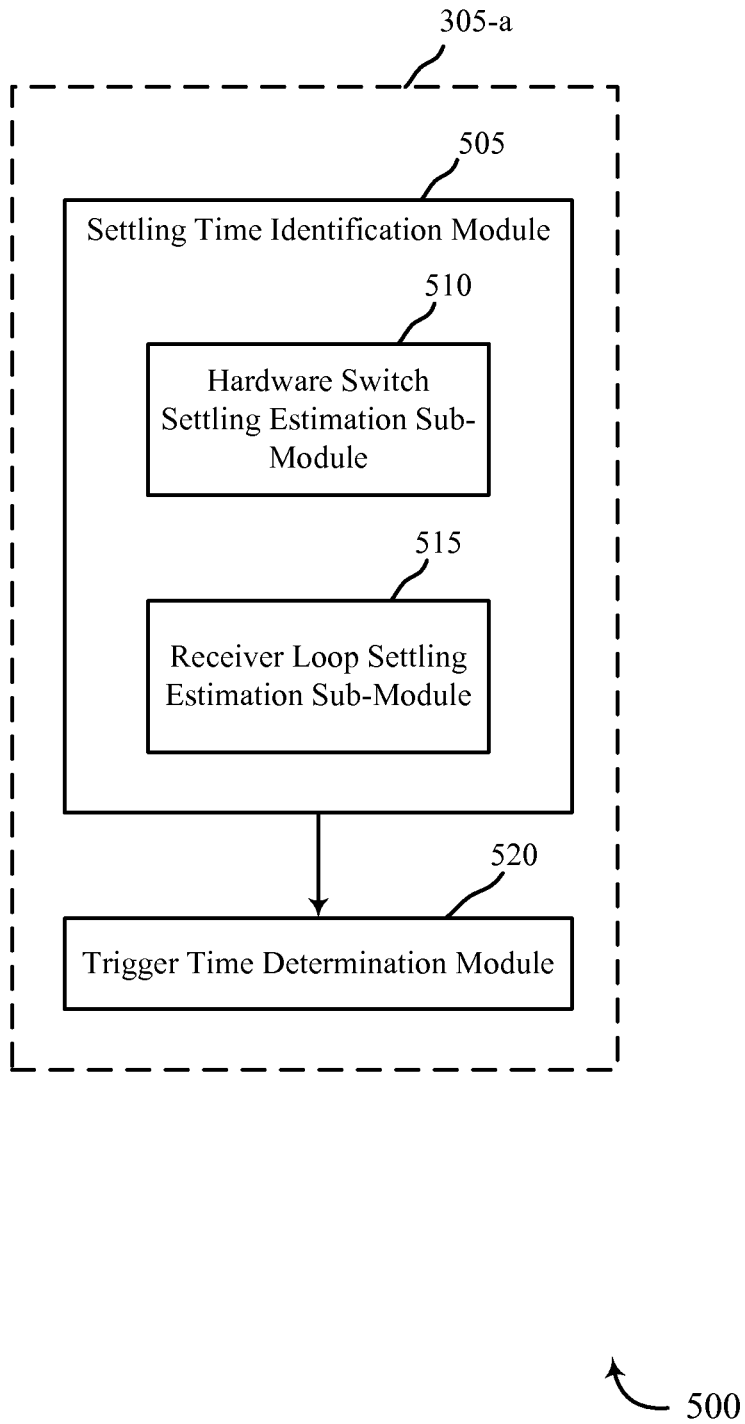 305-a
505
Settling Time Identification Module
510
Hardware Switch
Settling Estimation Sub-
Module
515
Receiver Loop Settling
Estimation Sub-Module
520
Trigger Time Determination Module
500